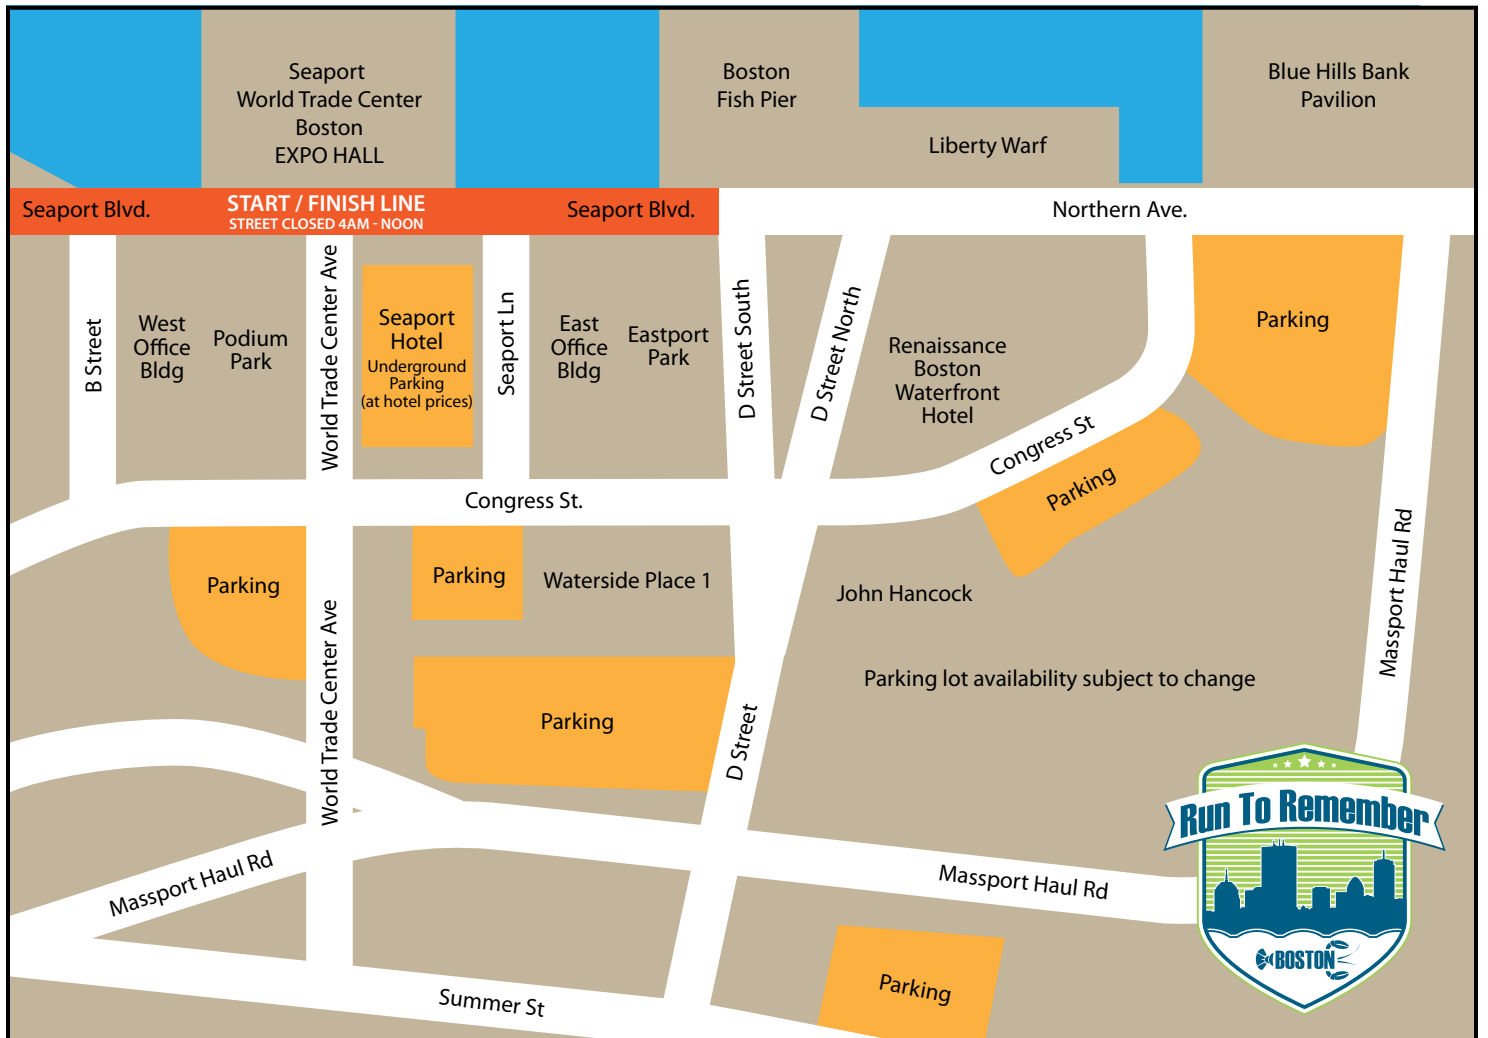 Seaport
World Trade Center
Boston
EXPO HALL
Boston
Fish Pier
Liberty Warf
Blue Hills Bank
Pavilion
Seaport Blvd.
START / FINISH LINE
STREET CLOSED 4AM - NOON
Seaport Blvd.
Northern Ave.
B Street
West
Office
Bldg
Podium
Park
World Trade Center Ave
Seaport
Hotel
Underground
Parking
(at hotel prices)
Seaport Ln
East
Office
Bldg
Eastport
Park
D Street South
D Street North
Renaissance
Boston
Waterfront
Hotel
Congress St
Parking
Parking
Congress St.
Massport Haul Rd
Parking
Parking
Waterside Place 1
John Hancock
World Trade Center Ave
Parking
D Street
Parking lot availability subject to change
Massport Haul Rd
Massport Haul Rd
Summer St
Parking
Run To Remember
BOSTON